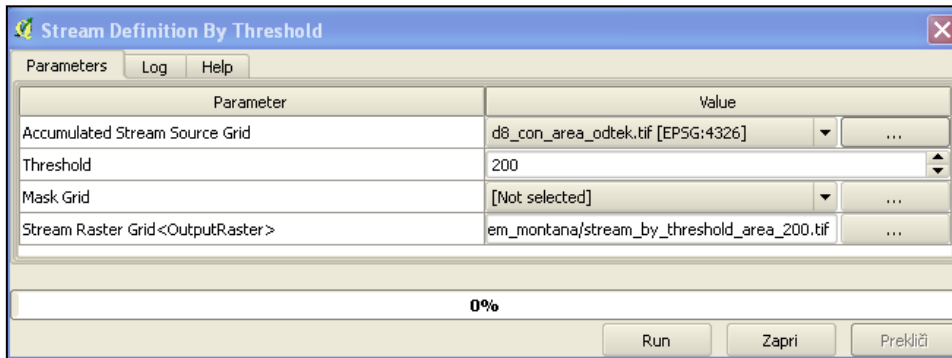 Stream Definition By Threshold
Parameters Log Help
Parameter Value
Accumulated Stream Source Grid d8_con_area_odtek.tif [EPSG:4326] ...
Threshold 200
Mask Grid [Not selected] ...
Stream Raster Grid<OutputRaster> em_montana/stream_by_threshold_area_200.tif ...
0%
Run Zapri Prekliči